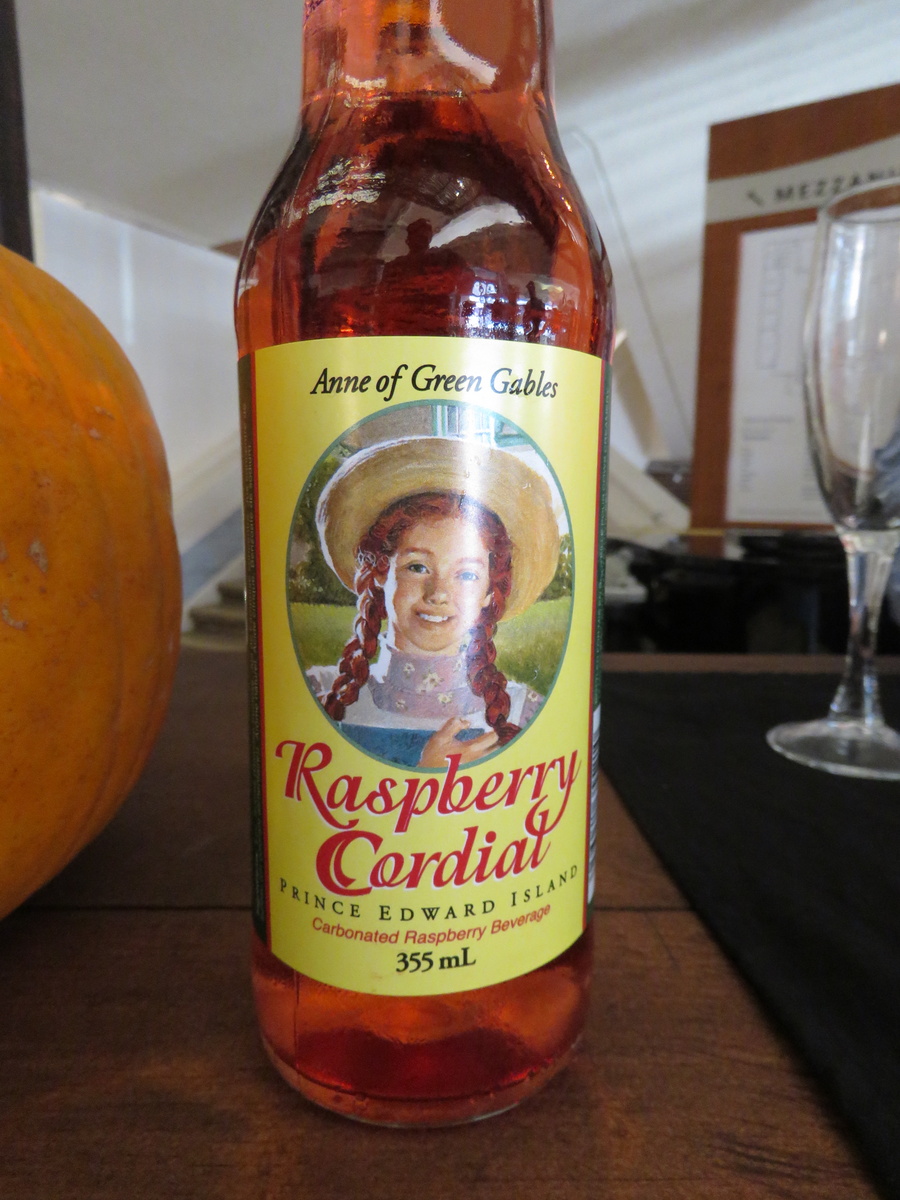 Anne of Green Gables
Raspberry
Cordial
PRINCE EDWARD ISLAND
Carbonated Raspberry Beverage
355 mL